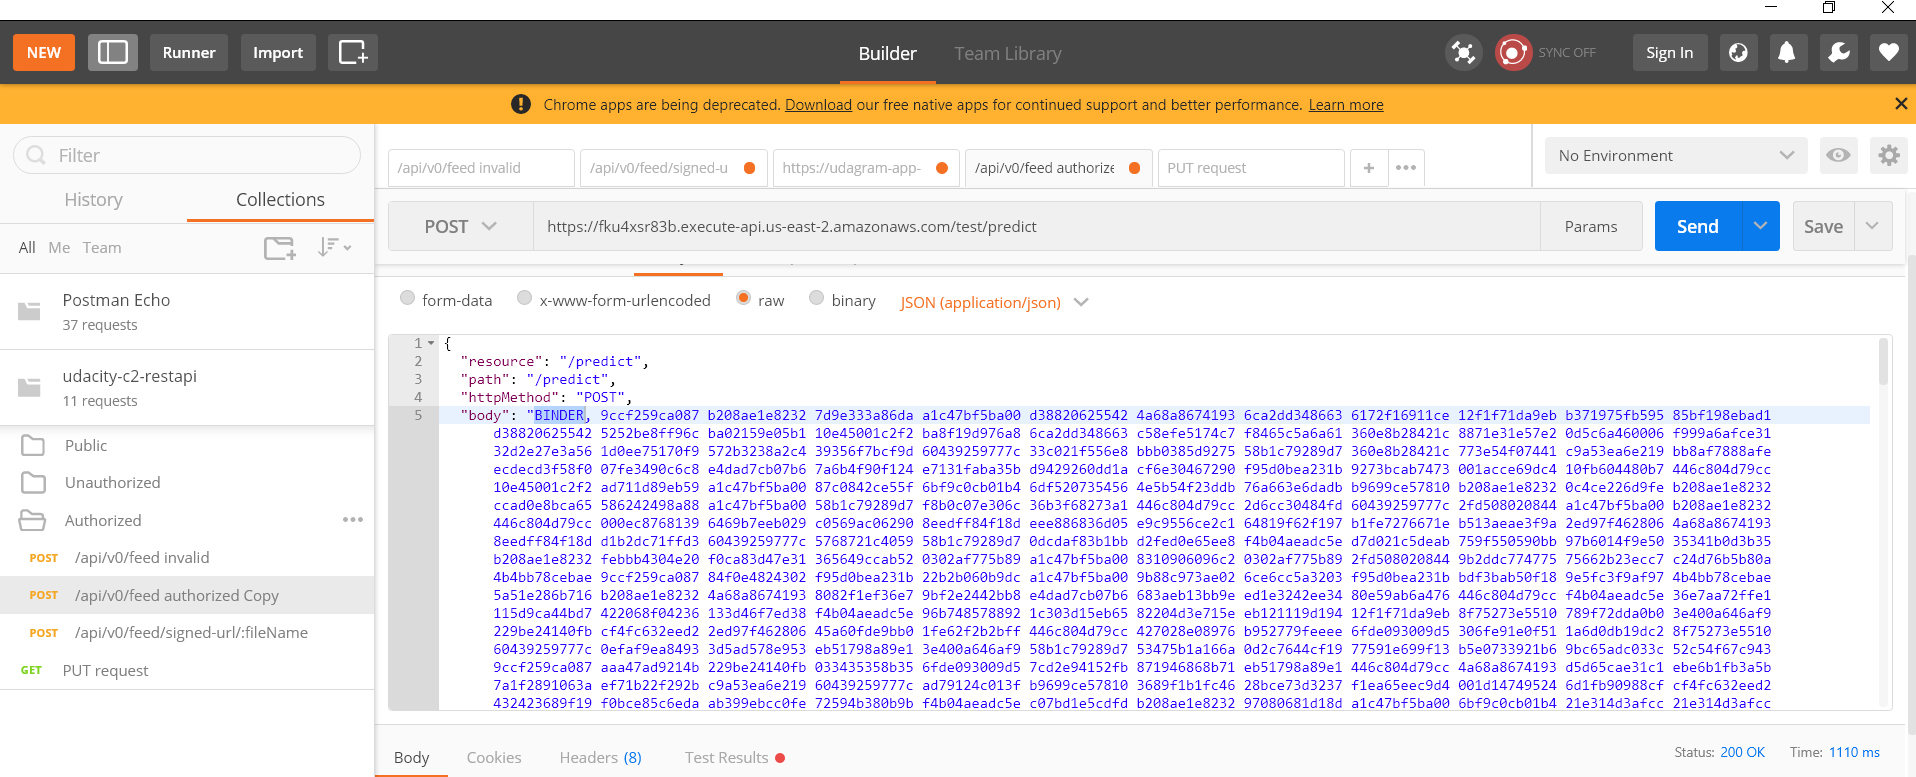 NEW
Runner
Import
Builder
Team Library
SYNC OFF
Sign In
Chrome apps are being deprecated. Download our free native apps for continued support and better performance. Learn more
Filter
History
Collections
All Me Team
Postman Echo
37 requests
udacity-c2-restapi
11 requests
Public
Unauthorized
Authorized
POST /api/v0/feed invalid
POST /api/v0/feed authorized Copy
POST /api/v0/feed/signed-url/:fileName
GET PUT request
/api/v0/feed invalid
/api/v0/feed/signed-u
https://udagram-app-
/api/v0/feed authorize
PUT request
No Environment
POST
https://fku4xsr83b.execute-api.us-east-2.amazonaws.com/test/predict
Params
Send
Save
form-data
x-www-form-urlencoded
raw
binary
JSON (application/json)
1 {
2 "resource": "/predict",
3 "path": "/predict",
4 "httpMethod": "POST",
5 "body": "BINDER, 9ccf259ca087 b208ae1e8232 7d9e333a86da a1c47bf5ba00 d38820625542 4a68a8674193 6ca2dd348663 6172f16911ce 12f1f71da9eb b371975fb595 85bf198ebad1
d38820625542 5252be8ff96c ba02159e05b1 10e45001c2f2 ba8f19d976a8 6ca2dd348663 c58efe5174c7 f8465c5a6a61 360e8b28421c 8871e31e57e2 0d5c6a460006 f999a6afce31
32d2e27e3a56 1d0ee75170f9 572b3238a2c4 39356f7bcf9d 60439259777c 33c021f556e8 bbb0385d9275 58b1c79289d7 360e8b28421c 773e54f07441 c9a53ea6e219 bb8af7888afe
ecdecd3f58f0 07fe3490c6c8 e4dad7cb07b6 7a6b4f90f124 e7131faba35b d9429260dd1a cf6e30467290 f95d0bea231b 9273bcab7473 001acce69dc4 10fb604480b7 446c804d79cc
10e45001c2f2 ad711d89eb59 a1c47bf5ba00 87c0842ce55f 6bf9c0cb01b4 6df520735456 4e5b54f23ddb 76a663e6dadb b9699ce57810 b208ae1e8232 0c4ce226d9fe b208ae1e8232
ccad0e8bca65 586242498a88 a1c47bf5ba00 58b1c79289d7 f8b0c07e306c 36b3f68273a1 446c804d79cc 2d6cc30484fd 60439259777c 2fd508020844 a1c47bf5ba00 b208ae1e8232
446c804d79cc 000ec8768139 6469b7eeb029 c0569ac06290 8eedff84f18d eee886836d05 e9c9556ce2c1 64819f62f197 b1fe7276671e b513aeae3f9a 2ed97f462806 4a68a8674193
8eedff84f18d d1b2dc71ffd3 60439259777c 5768721c4059 58b1c79289d7 0dcdaf83b1bb d2fed0e65ee8 f4b04aeadc5e d7d021c5deab 759f550590bb 97b6014f9e50 35341b0d3b35
b208ae1e8232 febbb4304e20 f0ca83d47e31 365649ccab52 0302af775b89 a1c47bf5ba00 8310906096c2 0302af775b89 2fd508020844 9b2ddc774775 75662b23ecc7 c24d76b5b80a
4b4bb78cebae 9ccf259ca087 84f0e4824302 f95d0bea231b 22b2b060b9dc a1c47bf5ba00 9b88c973ae02 6ce6cc5a3203 f95d0bea231b bdf3bab50f18 9e5fc3f9af97 4b4bb78cebae
5a51e286b716 b208ae1e8232 4a68a8674193 8082f1ef36e7 9bf2e2442bb8 e4dad7cb07b6 683aeb13bb9e ed1e3242ee34 80e59ab6a476 446c804d79cc f4b04aeadc5e 36e7aa72ffe1
115d9ca44bd7 422068f04236 133d46f7ed38 f4b04aeadc5e 96b748578892 1c303d15eb65 82204d3e715e eb121119d194 12f1f71da9eb 8f75273e5510 789f72dda0b0 3e400a646af9
229be24140fb cf4fc632eed2 2ed97f462806 45a60fde9bb0 1fe62f2b2bff 446c804d79cc 427028e08976 b952779feeee 6fde093009d5 306fe91e0f51 1a6d0db19dc2 8f75273e5510
60439259777c 0efaf9ea8493 3d5ad578e953 eb51798a89e1 3e400a646af9 58b1c79289d7 53475b1a166a 0d2c7644cf19 77591e699f13 b5e0733921b6 9bc65adc033c 52c54f67c943
9ccf259ca087 aaa47ad9214b 229be24140fb 033435358b35 6fde093009d5 7cd2e94152fb 871946868b71 eb51798a89e1 446c804d79cc 4a68a8674193 d5d65cae31c1 ebe6b1fb3a5b
7a1f2891063a ef71b22f292b c9a53ea6e219 60439259777c ad79124c013f b9699ce57810 3689f1b1fc46 28bce73d3237 f1ea65eec9d4 001d14749524 6d1fb90988cf cf4fc632eed2
432423689f19 f0bce85c6eda ab399ebcc0fe 72594b380b9b f4b04aeadc5e c07bd1e5cdfd b208ae1e8232 97080681d18d a1c47bf5ba00 6bf9c0cb01b4 21e314d3afcc 21e314d3afcc
Body
Cookies
Headers (8)
Test Results
Status: 200 OK
Time: 1110 ms